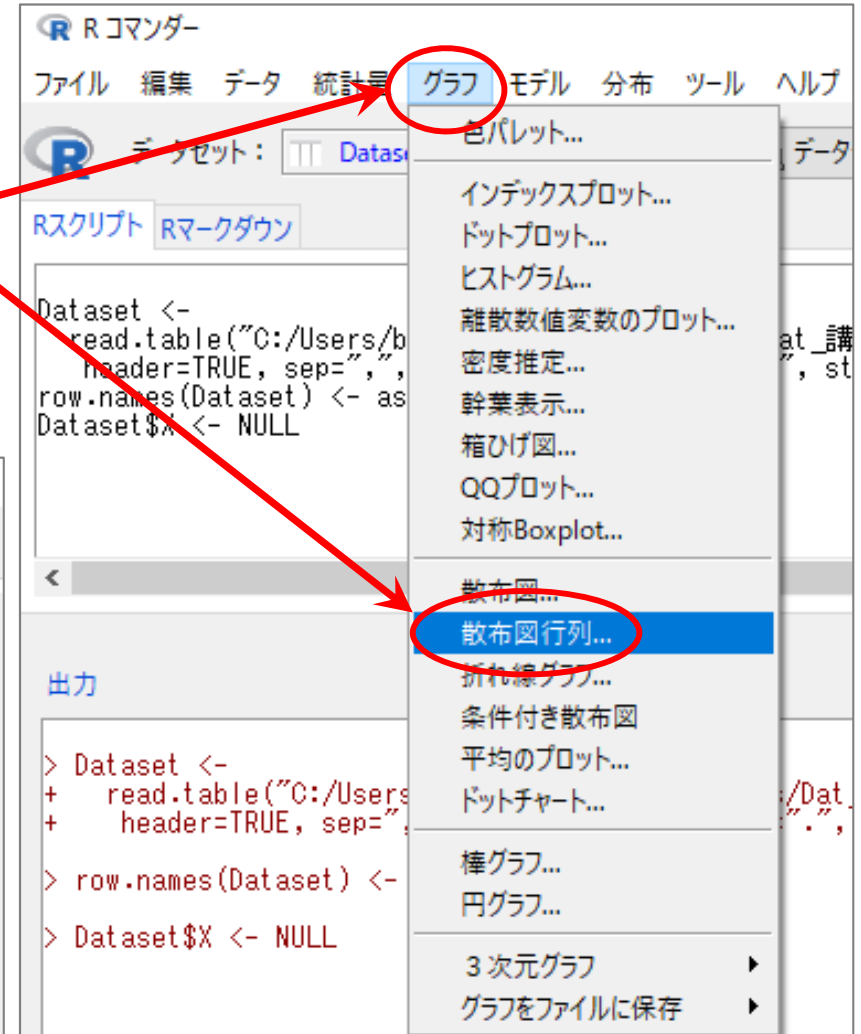 R コマンダー
ファイル 編集 データ 統計量 グラフ モデル 分布 ツール ヘルプ
データセット： Datas データ
Rスクリプト Rマークダウン
Dataset <-
read.table("C:/Users/b at_講
header=TRUE, sep=",", ", st
row.names(Dataset) <- as
Dataset$X <- NULL
色パレット...
インデックスプロット...
ドットプロット...
ヒストグラム...
離散数値変数のプロット...
密度推定...
幹葉表示...
箱ひげ図...
QQプロット...
対称Boxplot...
散布図...
散布図行列...
折れ線グラフ...
条件付き散布図
平均のプロット...
ドットチャート...
棒グラフ...
円グラフ...
３次元グラフ
グラフをファイルに保存
出力
> Dataset <-
+ read.table("C:/Users /Dat_
+ header=TRUE, sep=", =".",
> row.names(Dataset) <-
> Dataset$X <- NULL